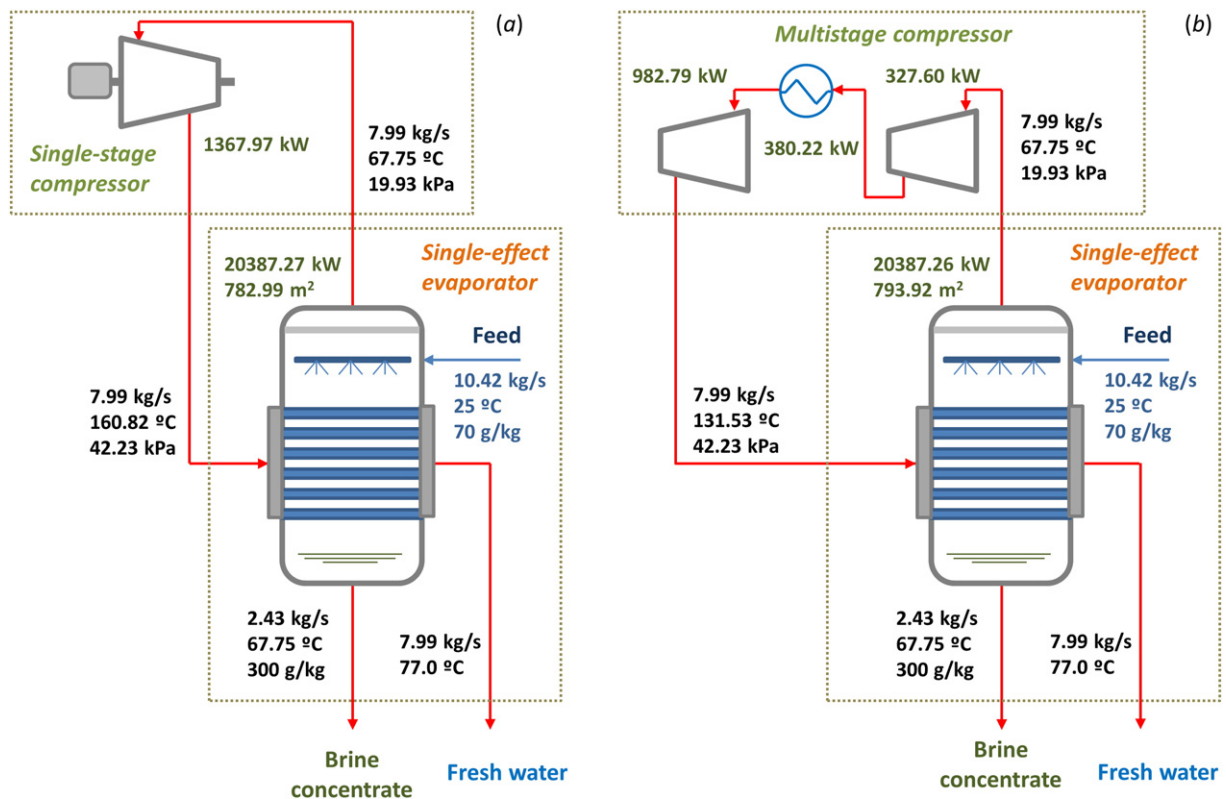 (a)
1367.97 kW
Single-stage
compressor
7.99 kg/s
67.75 ºC
19.93 kPa
20387.27 kW
782.99 m²
Single-effect
evaporator
Feed
10.42 kg/s
25 ºC
70 g/kg
7.99 kg/s
160.82 ºC
42.23 kPa
2.43 kg/s
67.75 ºC
300 g/kg
7.99 kg/s
77.0 ºC
Brine
concentrate
Fresh water
(b)
Multistage compressor
982.79 kW
327.60 kW
380.22 kW
7.99 kg/s
67.75 ºC
19.93 kPa
20387.26 kW
793.92 m²
Single-effect
evaporator
Feed
10.42 kg/s
25 ºC
70 g/kg
7.99 kg/s
131.53 ºC
42.23 kPa
2.43 kg/s
67.75 ºC
300 g/kg
7.99 kg/s
77.0 ºC
Brine
concentrate
Fresh water